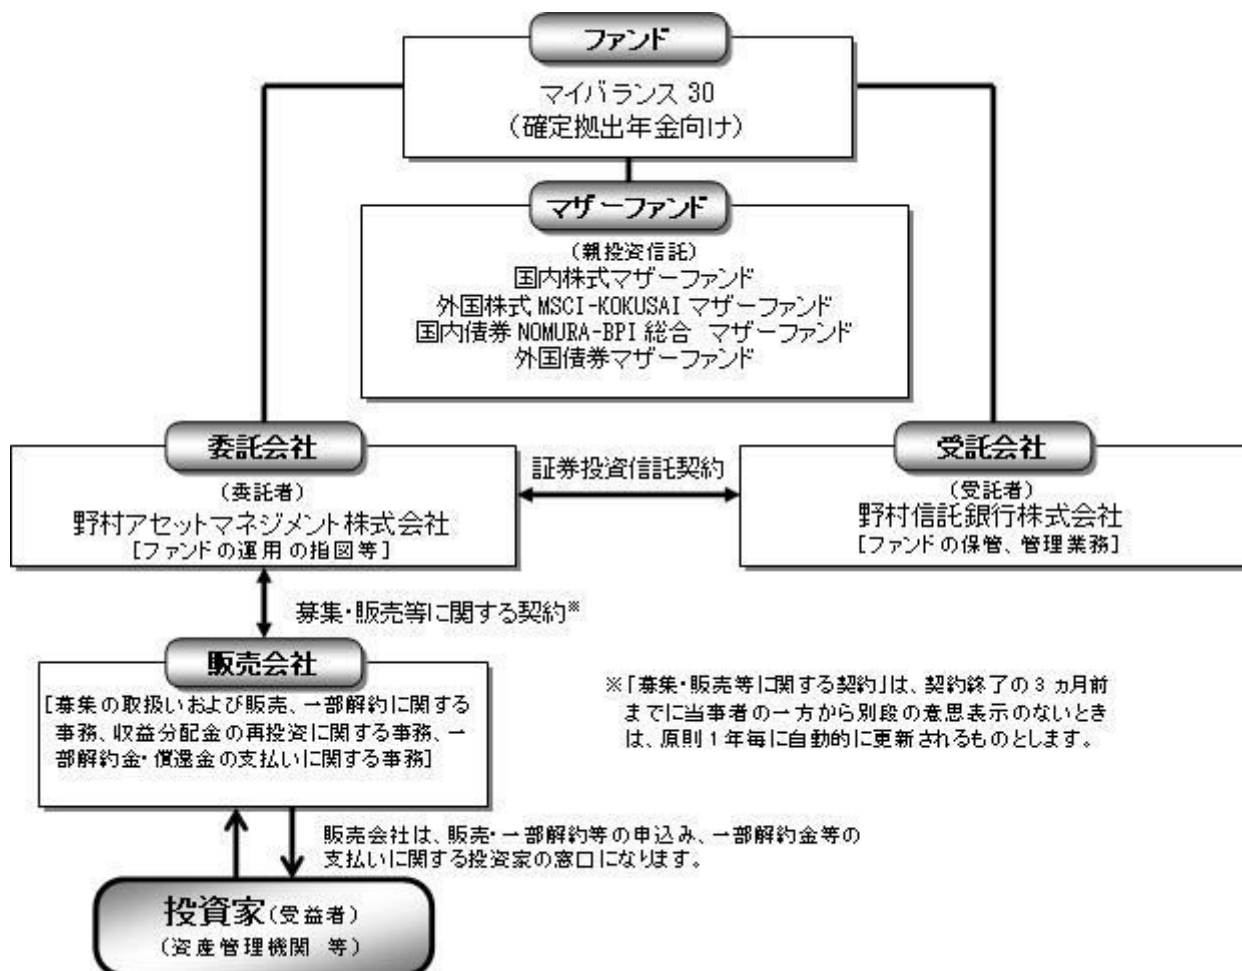 ファンド
マイバランス 30
（確定拠出年金向け）
マザーファンド
（親投資信託）
国内株式マザーファンド
外国株式 MSCI-KOKUSAI マザーファンド
国内債券 NOMURA-BPI 総合 マザーファンド
外国債券マザーファンド
委託会社
（委託者）
野村アセットマネジメント株式会社
[ファンドの運用の指図等]
証券投資信託契約
受託会社
（受託者）
野村信託銀行株式会社
[ファンドの保管、管理業務]
募集・販売等に関する契約※
販売会社
[募集の取扱いおよび販売、一部解約に関する
事務、収益分配金の再投資に関する事務、一
部解約金・償還金の支払いに関する事務]
※「募集・販売等に関する契約」は、契約終了の 3 ヵ月前
までに当事者の一方から別段の意思表示のないとき
は、原則 1 年毎に自動的に更新されるものとします。
販売会社は、販売・一部解約等の申込み、一部解約金等の
支払いに関する投資家の窓口になります。
投資家（受益者）
（資産管理機関 等）